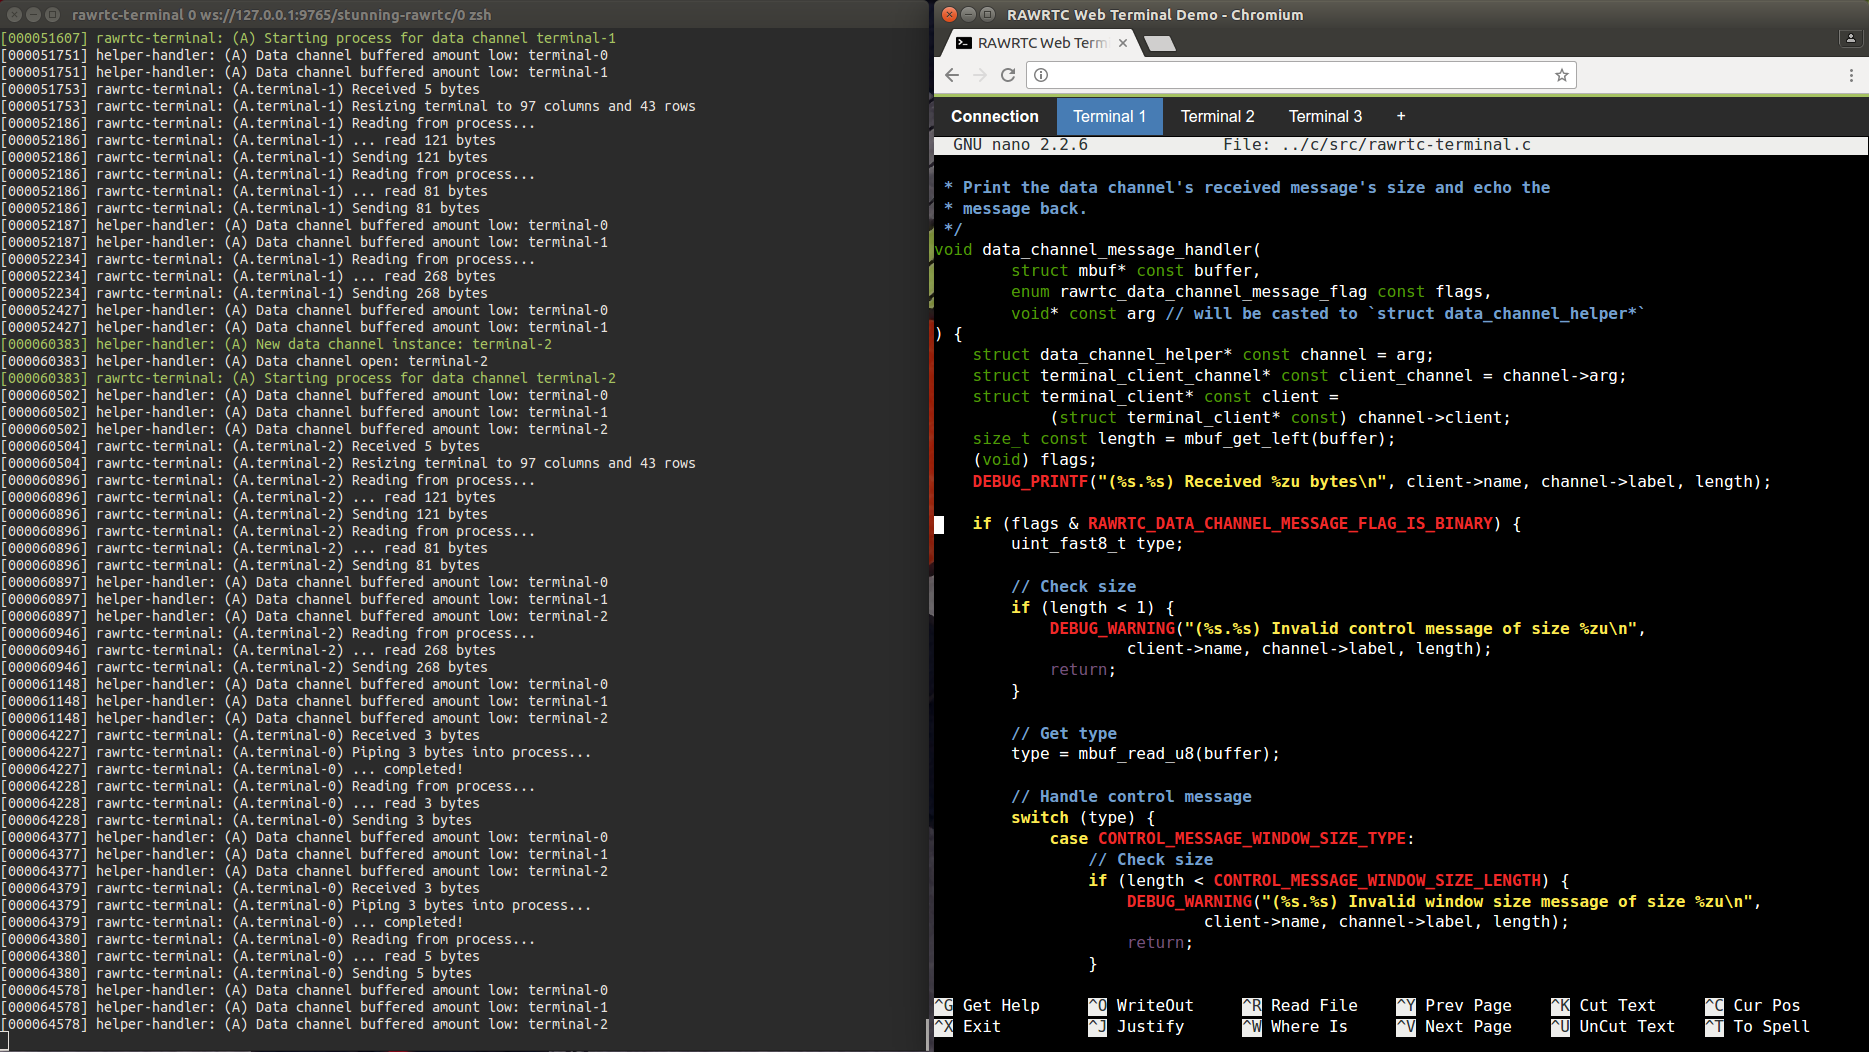 rawrtc-terminal 0 ws://127.0.0.1:9765/stunning-rawrtc/0 zsh
[000051607] rawrtc-terminal: (A) Starting process for data channel terminal-1
[000051751] helper-handler: (A) Data channel buffered amount low: terminal-0
[000051751] helper-handler: (A) Data channel buffered amount low: terminal-1
[000051753] rawrtc-terminal: (A.terminal-1) Received 5 bytes
[000051753] rawrtc-terminal: (A.terminal-1) Resizing terminal to 97 columns and 43 rows
[000052186] rawrtc-terminal: (A.terminal-1) Reading from process...
[000052186] rawrtc-terminal: (A.terminal-1) ... read 121 bytes
[000052186] rawrtc-terminal: (A.terminal-1) Sending 121 bytes
[000052186] rawrtc-terminal: (A.terminal-1) Reading from process...
[000052186] rawrtc-terminal: (A.terminal-1) ... read 81 bytes
[000052186] rawrtc-terminal: (A.terminal-1) Sending 81 bytes
[000052187] helper-handler: (A) Data channel buffered amount low: terminal-0
[000052187] helper-handler: (A) Data channel buffered amount low: terminal-1
[000052234] rawrtc-terminal: (A.terminal-1) Reading from process...
[000052234] rawrtc-terminal: (A.terminal-1) ... read 268 bytes
[000052234] rawrtc-terminal: (A.terminal-1) Sending 268 bytes
[000052427] helper-handler: (A) Data channel buffered amount low: terminal-0
[000052427] helper-handler: (A) Data channel buffered amount low: terminal-1
[000060383] helper-handler: (A) New data channel instance: terminal-2
[000060383] helper-handler: (A) Data channel open: terminal-2
[000060383] rawrtc-terminal: (A) Starting process for data channel terminal-2
[000060502] helper-handler: (A) Data channel buffered amount low: terminal-0
[000060502] helper-handler: (A) Data channel buffered amount low: terminal-1
[000060502] helper-handler: (A) Data channel buffered amount low: terminal-2
[000060504] rawrtc-terminal: (A.terminal-2) Received 5 bytes
[000060504] rawrtc-terminal: (A.terminal-2) Resizing terminal to 97 columns and 43 rows
[000060896] rawrtc-terminal: (A.terminal-2) Reading from process...
[000060896] rawrtc-terminal: (A.terminal-2) ... read 121 bytes
[000060896] rawrtc-terminal: (A.terminal-2) Sending 121 bytes
[000060896] rawrtc-terminal: (A.terminal-2) Reading from process...
[000060896] rawrtc-terminal: (A.terminal-2) ... read 81 bytes
[000060896] rawrtc-terminal: (A.terminal-2) Sending 81 bytes
[000060897] helper-handler: (A) Data channel buffered amount low: terminal-0
[000060897] helper-handler: (A) Data channel buffered amount low: terminal-1
[000060897] helper-handler: (A) Data channel buffered amount low: terminal-2
[000060946] rawrtc-terminal: (A.terminal-2) Reading from process...
[000060946] rawrtc-terminal: (A.terminal-2) ... read 268 bytes
[000060946] rawrtc-terminal: (A.terminal-2) Sending 268 bytes
[000061148] helper-handler: (A) Data channel buffered amount low: terminal-0
[000061148] helper-handler: (A) Data channel buffered amount low: terminal-1
[000061148] helper-handler: (A) Data channel buffered amount low: terminal-2
[000064227] rawrtc-terminal: (A.terminal-0) Received 3 bytes
[000064227] rawrtc-terminal: (A.terminal-0) Piping 3 bytes into process...
[000064227] rawrtc-terminal: (A.terminal-0) ... completed!
[000064228] rawrtc-terminal: (A.terminal-0) Reading from process...
[000064228] rawrtc-terminal: (A.terminal-0) ... read 3 bytes
[000064228] rawrtc-terminal: (A.terminal-0) Sending 3 bytes
[000064377] helper-handler: (A) Data channel buffered amount low: terminal-0
[000064377] helper-handler: (A) Data channel buffered amount low: terminal-1
[000064377] helper-handler: (A) Data channel buffered amount low: terminal-2
[000064379] rawrtc-terminal: (A.terminal-0) Received 3 bytes
[000064379] rawrtc-terminal: (A.terminal-0) Piping 3 bytes into process...
[000064379] rawrtc-terminal: (A.terminal-0) ... completed!
[000064380] rawrtc-terminal: (A.terminal-0) Reading from process...
[000064380] rawrtc-terminal: (A.terminal-0) ... read 5 bytes
[000064380] rawrtc-terminal: (A.terminal-0) Sending 5 bytes
[000064578] helper-handler: (A) Data channel buffered amount low: terminal-0
[000064578] helper-handler: (A) Data channel buffered amount low: terminal-1
[000064578] helper-handler: (A) Data channel buffered amount low: terminal-2
RAWRTC Web Terminal Demo - Chromium
RAWRTC Web Term
Connection Terminal 1 Terminal 2 Terminal 3 +
GNU nano 2.2.6 File: ../c/src/rawrtc-terminal.c
* Print the data channel's received message's size and echo the
* message back.
*/
void data_channel_message_handler(
struct mbuf* const buffer,
enum rawrtc_data_channel_message_flag const flags,
void* const arg // will be casted to `struct data_channel_helper*`
) {
struct data_channel_helper* const channel = arg;
struct terminal_client_channel* const client_channel = channel->arg;
struct terminal_client* const client =
(struct terminal_client* const) channel->client;
size_t const length = mbuf_get_left(buffer);
(void) flags;
DEBUG_PRINTF("(%s.%s) Received %zu bytes\n", client->name, channel->label, length);
if (flags & RAWRTC_DATA_CHANNEL_MESSAGE_FLAG_IS_BINARY) {
uint_fast8_t type;
// Check size
if (length < 1) {
DEBUG_WARNING("(%s.%s) Invalid control message of size %zu\n",
client->name, channel->label, length);
return;
}
// Get type
type = mbuf_read_u8(buffer);
// Handle control message
switch (type) {
case CONTROL_MESSAGE_WINDOW_SIZE_TYPE:
// Check size
if (length < CONTROL_MESSAGE_WINDOW_SIZE_LENGTH) {
DEBUG_WARNING("(%s.%s) Invalid window size message of size %zu\n",
client->name, channel->label, length);
return;
}
^G Get Help ^O WriteOut ^R Read File ^Y Prev Page ^K Cut Text ^C Cur Pos
^X Exit ^J Justify ^W Where Is ^V Next Page ^U UnCut Text ^T To Spell